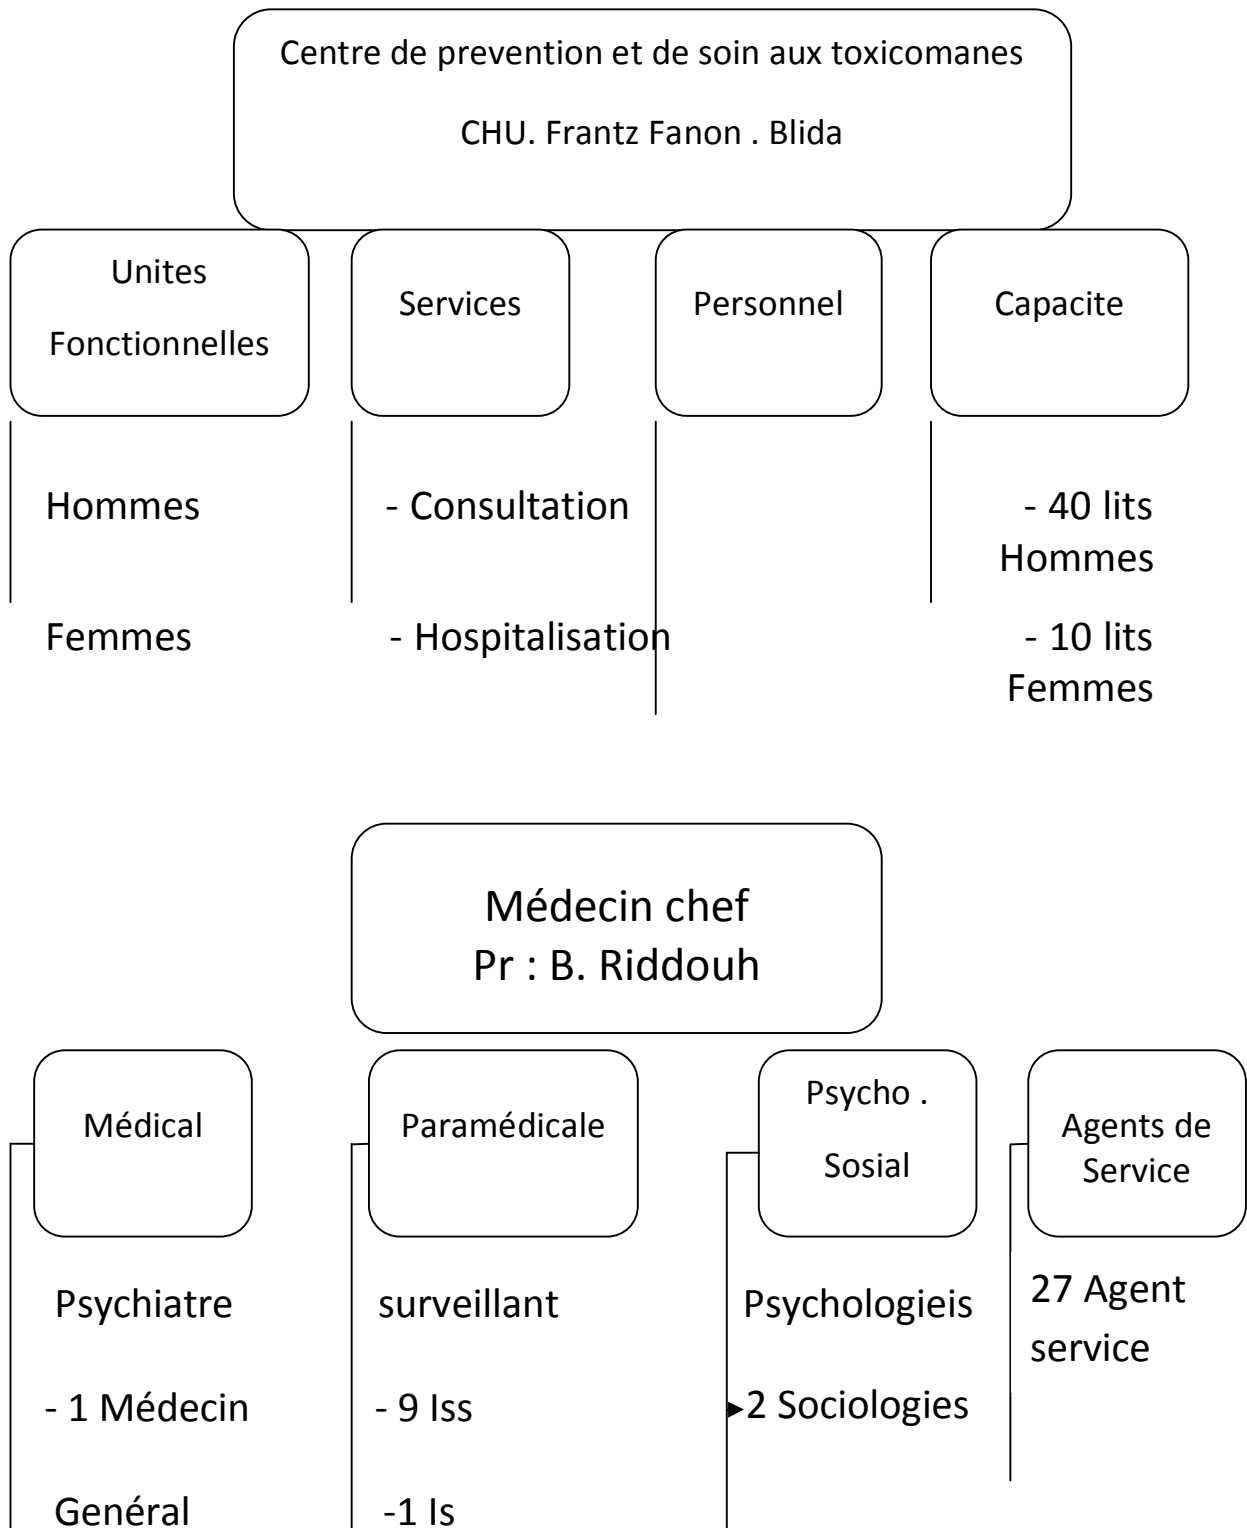 Centre de prevention et de soin aux toxicomanes
CHU. Frantz Fanon . Blida
Unites
Fonctionnelles
Services
Personnel
Capacite
Hommes
Femmes
- Consultation
- Hospitalisation
- 40 lits
Hommes
- 10 lits
Femmes
Médecin chef
Pr : B. Riddouh
Médical
Psychiatre
- 1 Médecin
Genéral
Paramédicale
surveillant
- 9 Iss
-1 Is
Psycho .
Sosial
Psychologieis
2 Sociologies
Agents de
Service
27 Agent
service